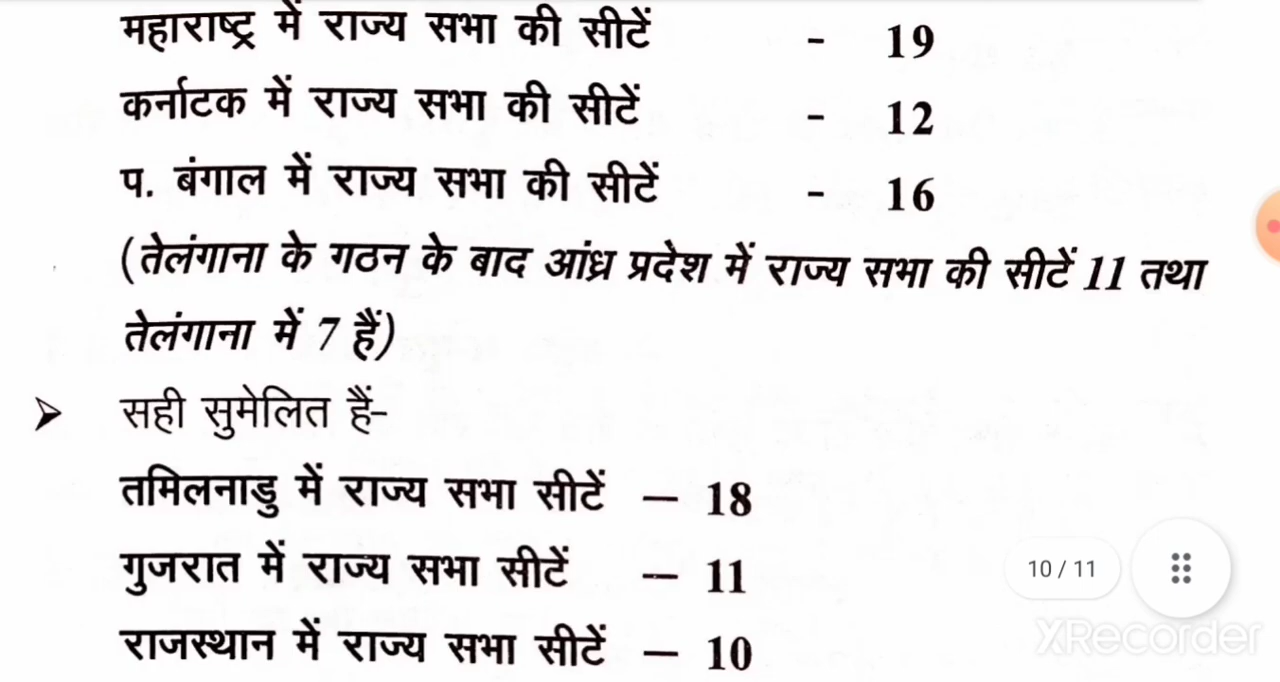 महाराष्ट्र में राज्य सभा की सीटें - 19
कर्नाटक में राज्य सभा की सीटें - 12
प. बंगाल में राज्य सभा की सीटें - 16
(तेलंगाना के गठन के बाद आंध्र प्रदेश में राज्य सभा की सीटें 11 तथा
तेलंगाना में 7 हैं)
➢ सही सुमेलित हैं-
तमिलनाडु में राज्य सभा सीटें – 18
गुजरात में राज्य सभा सीटें – 11
राजस्थान में राज्य सभा सीटें – 10
10 / 11
XRecorder